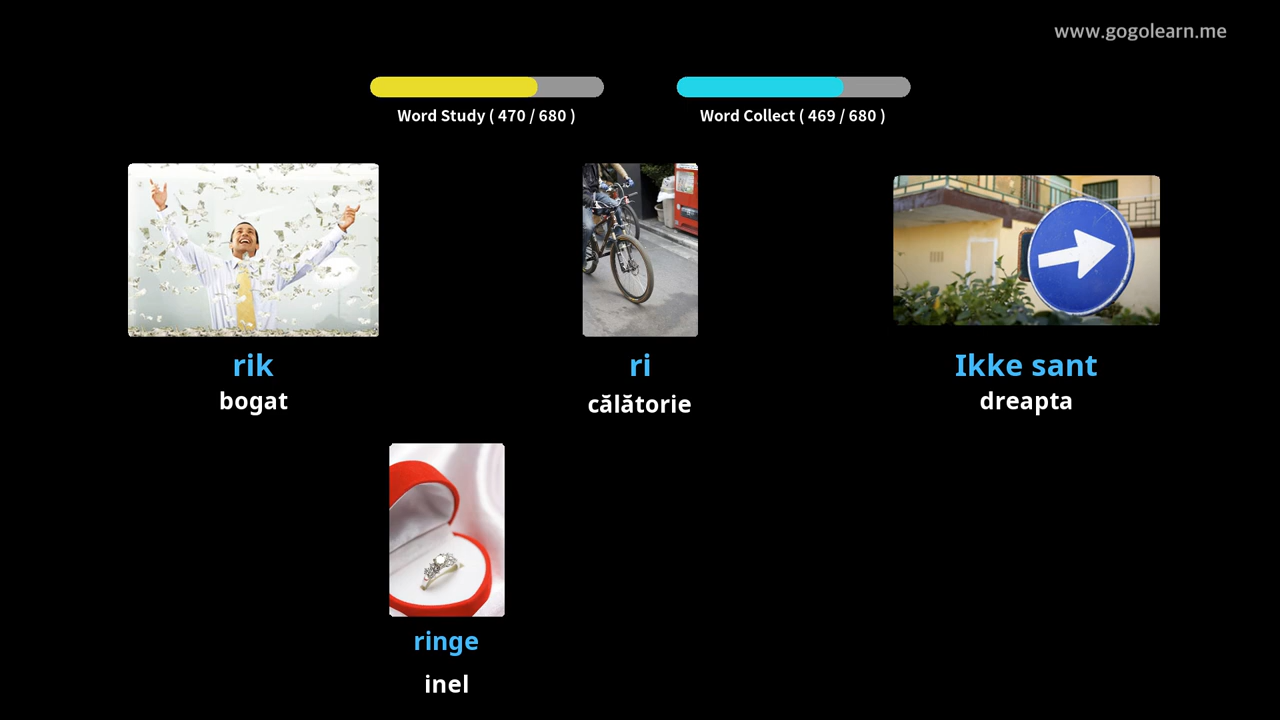 www.gogolearn.me
Word Study ( 470 / 680 )
Word Collect ( 469 / 680 )
rik
bogat
ri
călătorie
Ikke sant
dreapta
ringe
inel